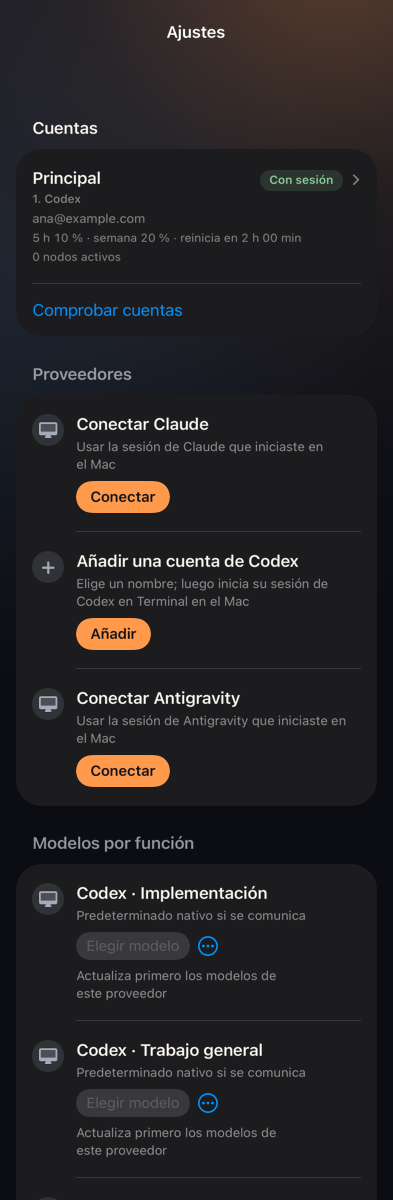 Ajustes
Cuentas
Principal
Con sesión
1. Codex
ana@example.com
5 h 10 % · semana 20 % · reinicia en 2 h 00 min
0 nodos activos
Comprobar cuentas
Proveedores
Conectar Claude
Usar la sesión de Claude que iniciaste en
el Mac
Conectar
Añadir una cuenta de Codex
Elige un nombre; luego inicia su sesión de
Codex en Terminal en el Mac
Añadir
Conectar Antigravity
Usar la sesión de Antigravity que iniciaste en
el Mac
Conectar
Modelos por función
Codex · Implementación
Predeterminado nativo si se comunica
Elegir modelo
Actualiza primero los modelos de
este proveedor
Codex · Trabajo general
Predeterminado nativo si se comunica
Elegir modelo
Actualiza primero los modelos de
este proveedor